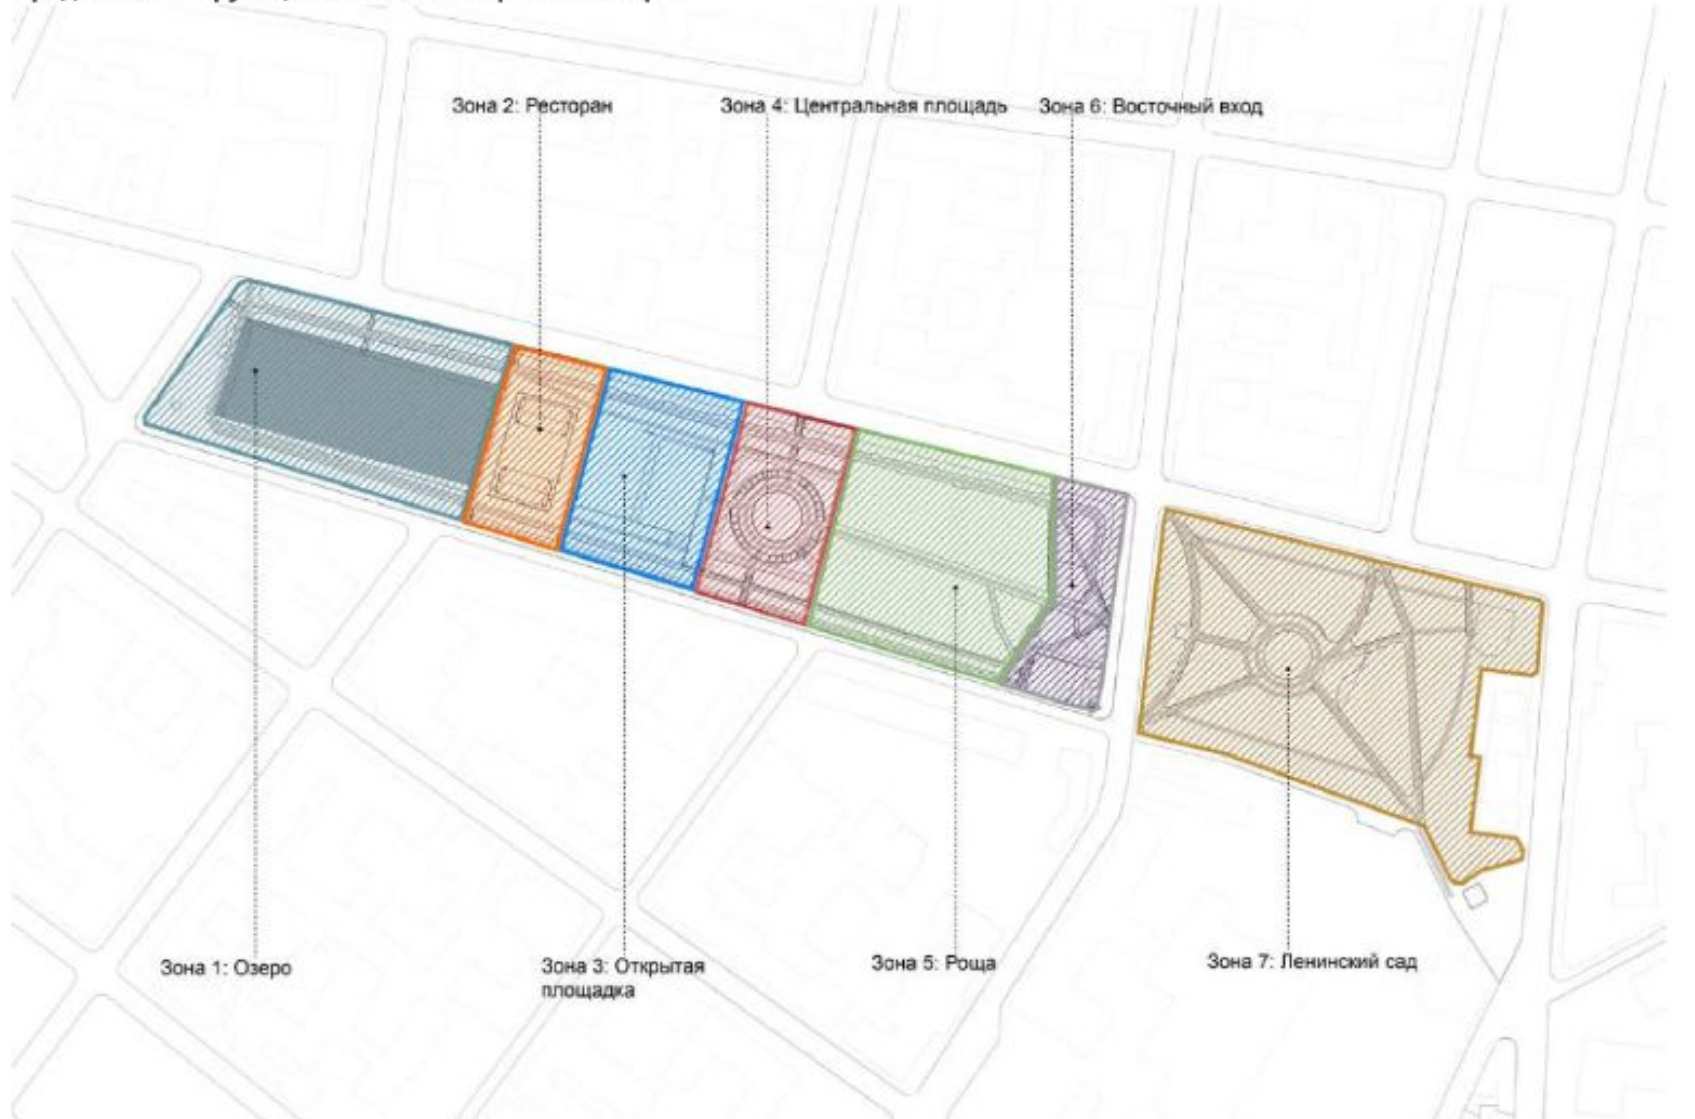 Зона 2: Ресторан
Зона 4: Центральная площадь
Зона 6: Восточный вход
Зона 1: Озеро
Зона 3: Открытая
площадка
Зона 5: Роща
Зона 7: Ленинский сад